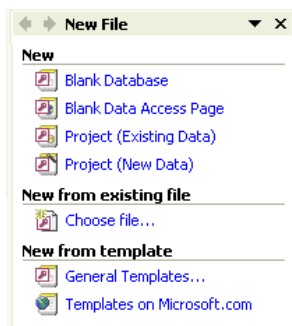 New File
New
Blank Database
Blank Data Access Page
Project (Existing Data)
Project (New Data)
New from existing file
Choose file...
New from template
General Templates...
Templates on Microsoft.com